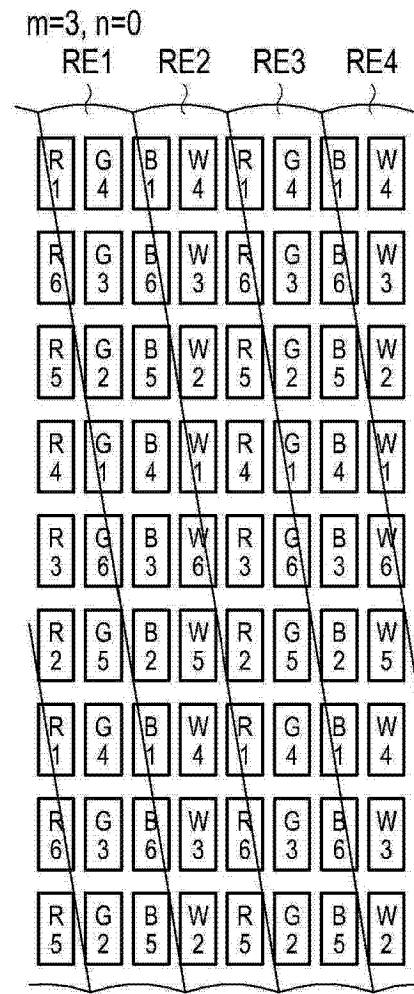 m=3, n=0
RE1 RE2 RE3 RE4
R G B W R G B W
1 4 1 4 1 4 1 4
R G B W R G B W
6 3 6 3 6 3 6 3
R G B W R G B W
5 2 5 2 5 2 5 2
R G B W R G B W
4 1 4 1 4 1 4 1
R G B W R G B W
3 6 3 6 3 6 3 6
R G B W R G B W
2 5 2 5 2 5 2 5
R G B W R G B W
1 4 1 4 1 4 1 4
R G B W R G B W
6 3 6 3 6 3 6 3
R G B W R G B W
5 2 5 2 5 2 5 2